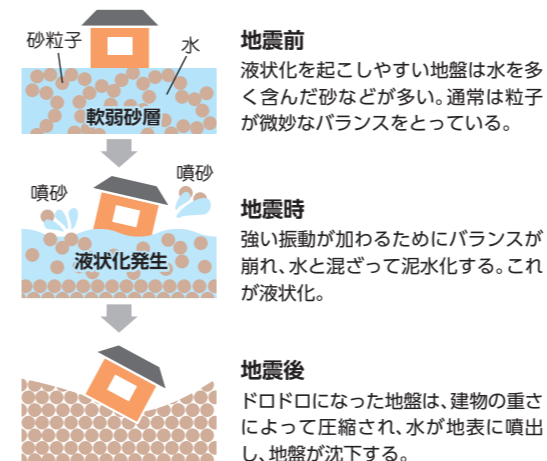 砂粒子
水
軟弱砂層
地震前
液状化を起こしやすい地盤は水を多
く含んだ砂などが多い。通常は粒子
が微妙なバランスをとっている。
噴砂
噴砂
液状化発生
地震時
強い振動が加わるためにバランスが
崩れ、水と混ざって泥水化する。これ
が液状化。
地震後
ドロドロになった地盤は、建物の重さ
によって圧縮され、水が地表に噴出
し、地盤が沈下する。